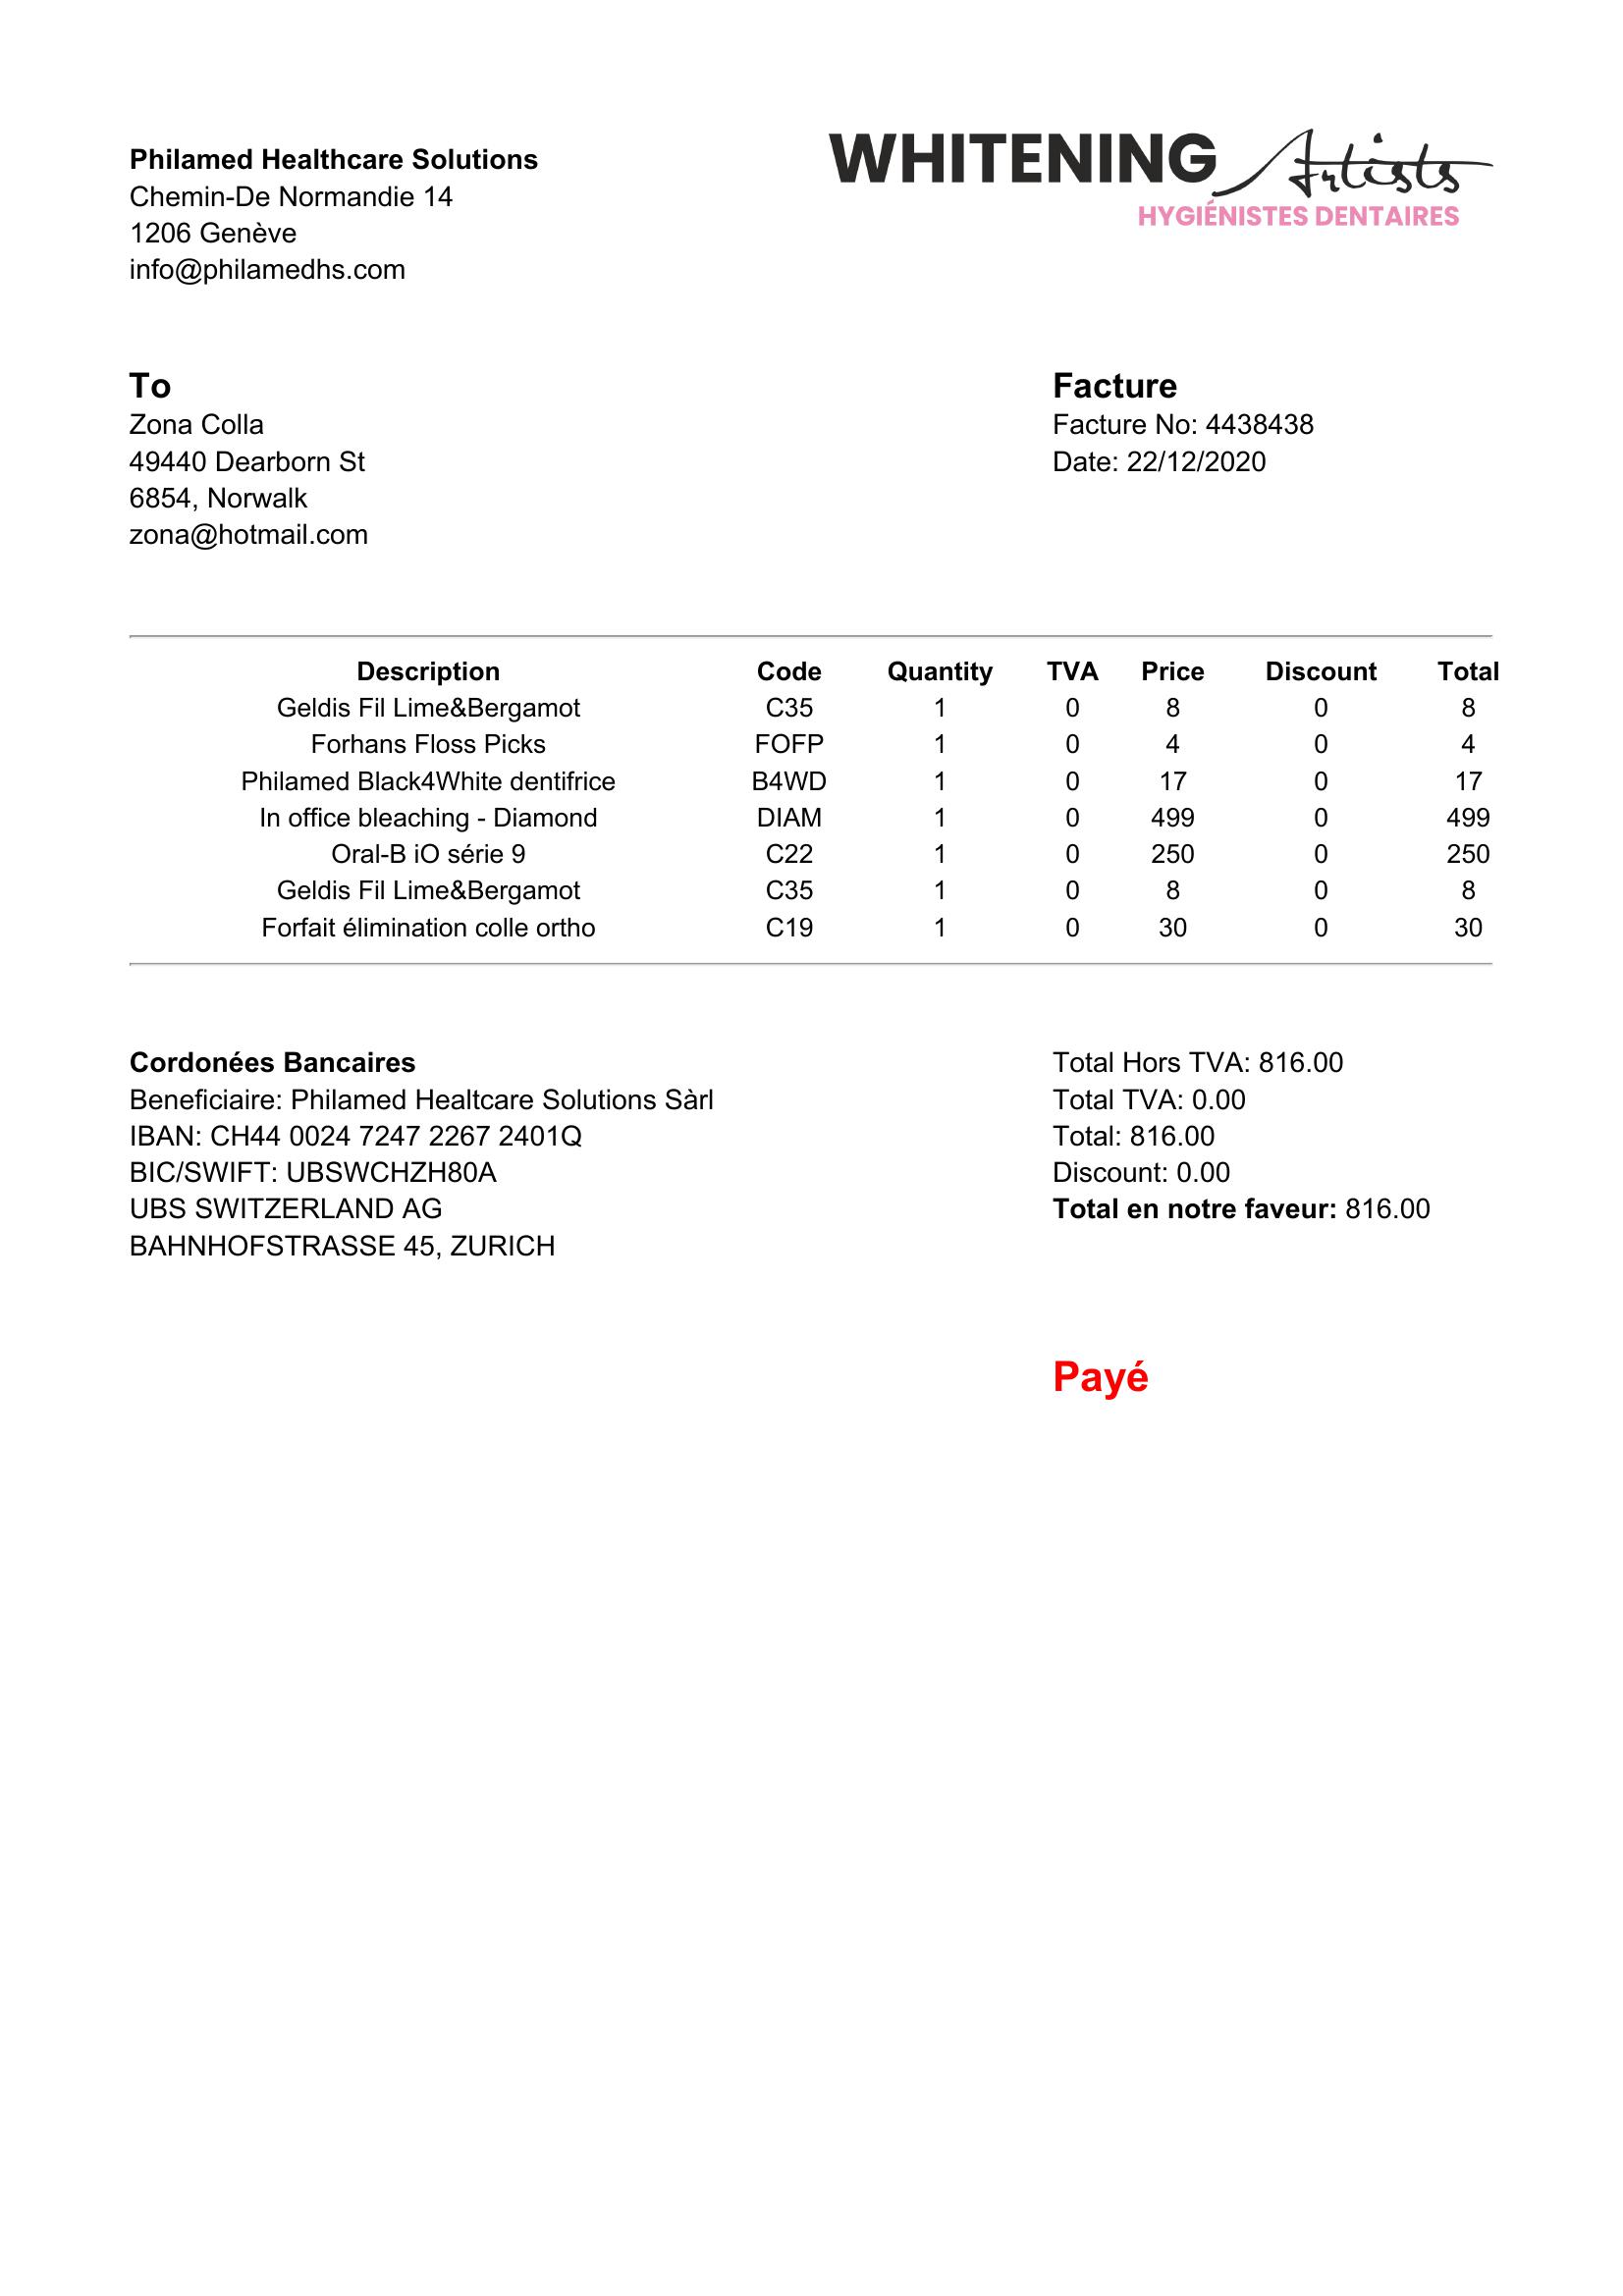 Philamed Healthcare Solutions
Chemin-De Normandie 14
1206 Genève
info@philamedhs.com
WHITENING Artists
HYGIÉNISTES DENTAIRES
To
Zona Colla
49440 Dearborn St
6854, Norwalk
zona@hotmail.com
Facture
Facture No: 4438438
Date: 22/12/2020
Description Code Quantity TVA Price Discount Total
Geldis Fil Lime&Bergamot C35 1 0 8 0 8
Forhans Floss Picks FOFP 1 0 4 0 4
Philamed Black4White dentifrice B4WD 1 0 17 0 17
In office bleaching - Diamond DIAM 1 0 499 0 499
Oral-B iO série 9 C22 1 0 250 0 250
Geldis Fil Lime&Bergamot C35 1 0 8 0 8
Forfait élimination colle ortho C19 1 0 30 0 30
Cordonées Bancaires
Beneficiaire: Philamed Healtcare Solutions Sàrl
IBAN: CH44 0024 7247 2267 2401Q
BIC/SWIFT: UBSWCHZH80A
UBS SWITZERLAND AG
BAHNHOFSTRASSE 45, ZURICH
Total Hors TVA: 816.00
Total TVA: 0.00
Total: 816.00
Discount: 0.00
Total en notre faveur: 816.00
Payé